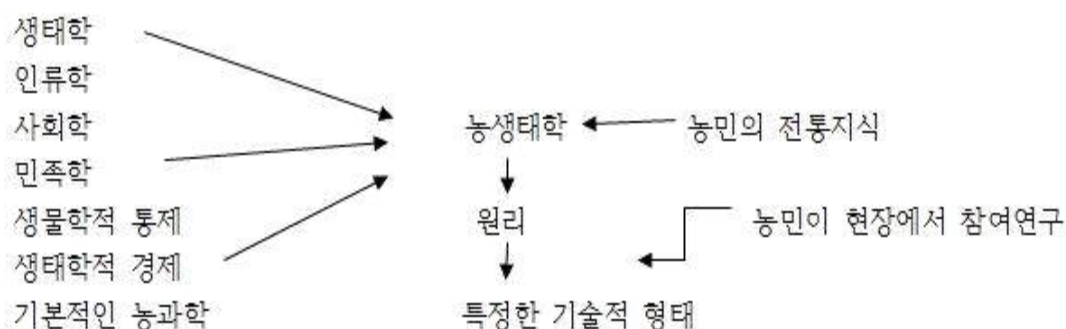 생태학
인류학
사회학
농생태학
농민의 전통지식
민족학
생물학적 통제
원리
농민이 현장에서 참여연구
생태학적 경제
기본적인 농과학
특정한 기술적 형태